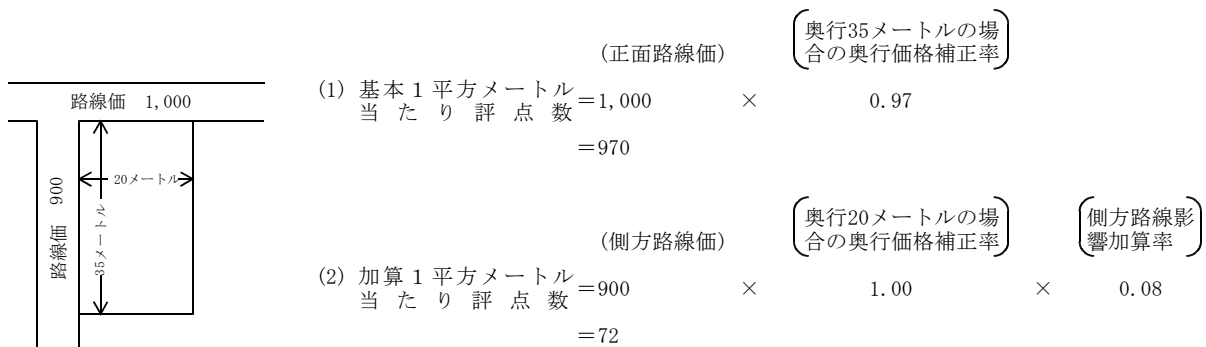 路線価 1,000
路線価 900
20メートル
35メートル
(正面路線価)
奥行35メートルの場
合の奥行価格補正率
(1) 基本1平方メートル
当たり評点数
=1,000 × 0.97
=970
(側方路線価)
奥行20メートルの場
合の奥行価格補正率
側方路線影
響加算率
(2) 加算1平方メートル
当たり評点数
=900 × 1.00 × 0.08
=72